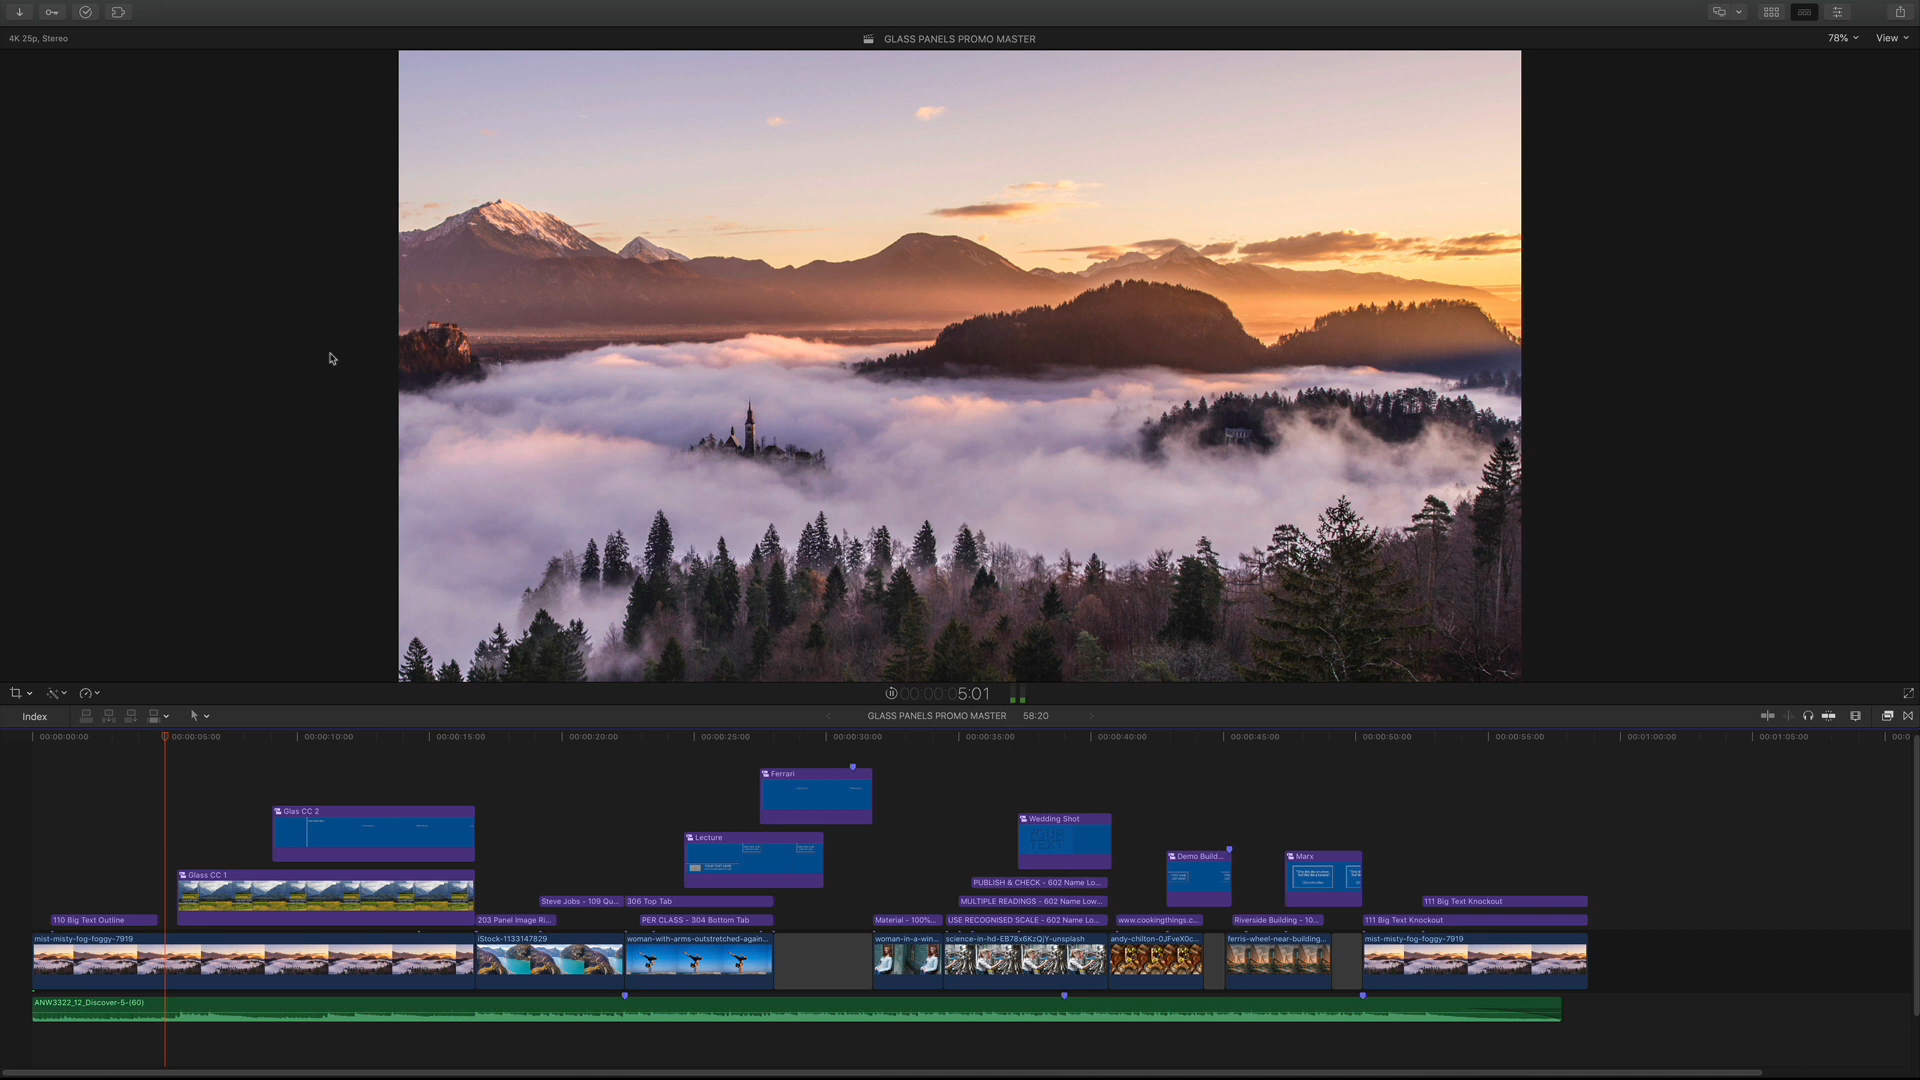 4K 25p, Stereo
GLASS PANELS PROMO MASTER
78%
View
00:00:05:01
Index
GLASS PANELS PROMO MASTER
58:20
00:00:00:00
00:00:05:00
00:00:10:00
00:00:15:00
00:00:20:00
00:00:25:00
00:00:30:00
00:00:35:00
00:00:40:00
00:00:45:00
00:00:50:00
00:00:55:00
00:01:00:00
00:01:05:00
00:0
Ferrari
Glas CC 2
Wedding Shot
Lecture
Demo Build...
Marx
Glass CC 1
PUBLISH & CHECK - 602 Name Lo...
Steve Jobs - 109 Qu...
306 Top Tab
MULTIPLE READINGS - 602 Name Low...
111 Big Text Knockout
110 Big Text Outline
203 Panel Image Ri...
PER CLASS - 304 Bottom Tab
Material - 100%...
USE RECOGNISED SCALE - 602 Name Lo...
www.cookingthings.c...
Riverside Building - 10...
111 Big Text Knockout
mist-misty-fog-foggy-7919
iStock-1133147829
woman-with-arms-outstretched-again...
woman-in-a-win...
science-in-hd-EB78x6KzQjY-unsplash
andy-chilton-0JFveX0c...
ferris-wheel-near-building...
mist-misty-fog-foggy-7919
ANW3322_12_Discover-5-(60)